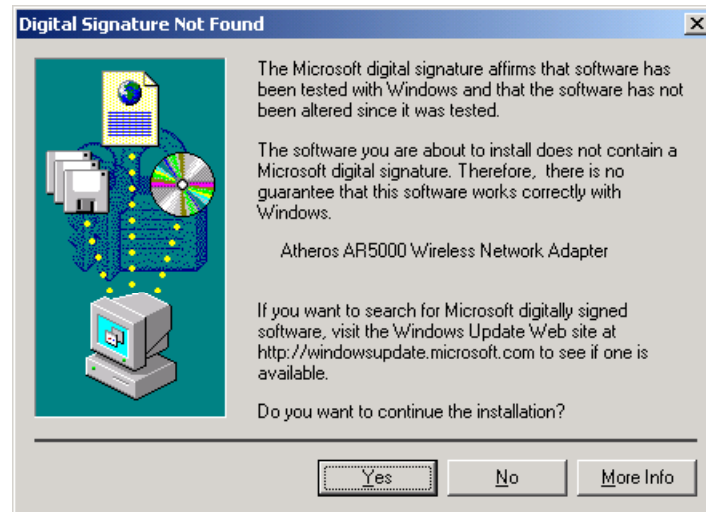 Digital Signature Not Found
The Microsoft digital signature affirms that software has
been tested with Windows and that the software has not
been altered since it was tested.
The software you are about to install does not contain a
Microsoft digital signature. Therefore,  there is no
guarantee that this software works correctly with
Windows.
Atheros AR5000 Wireless Network Adapter
If you want to search for Microsoft digitally signed
software, visit the Windows Update Web site at
http://windowsupdate.microsoft.com to see if one is
available.
Do you want to continue the installation?
Yes No More Info